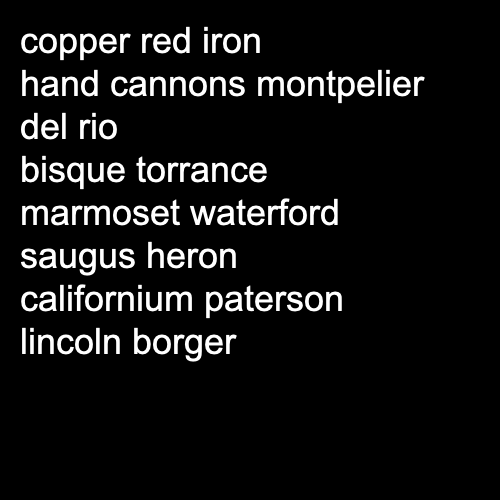 copper red iron
hand cannons montpelier
del rio
bisque torrance
marmoset waterford
saugus heron
californium paterson
lincoln borger